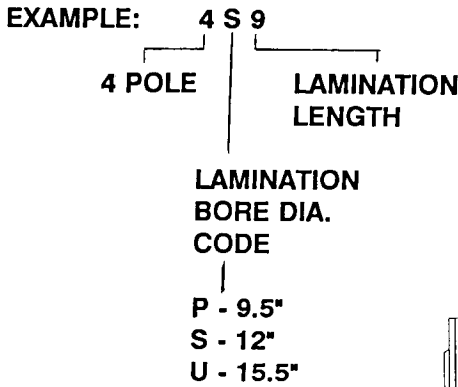 EXAMPLE: 4 S 9
4 POLE
LAMINATION
LENGTH
LAMINATION
BORE DIA.
CODE
P - 9.5"
S - 12"
U - 15.5"